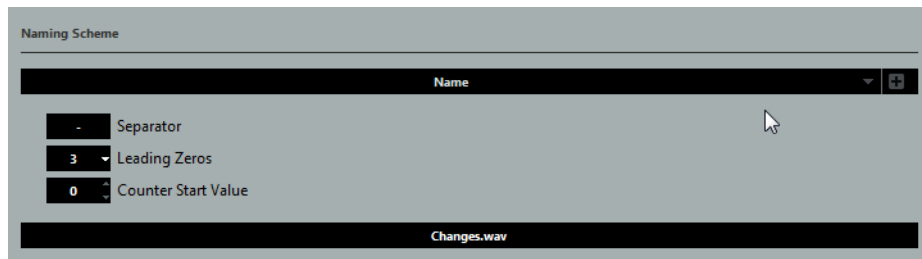 Naming Scheme
Name
- Separator
3 Leading Zeros
0 Counter Start Value
Changes.wav